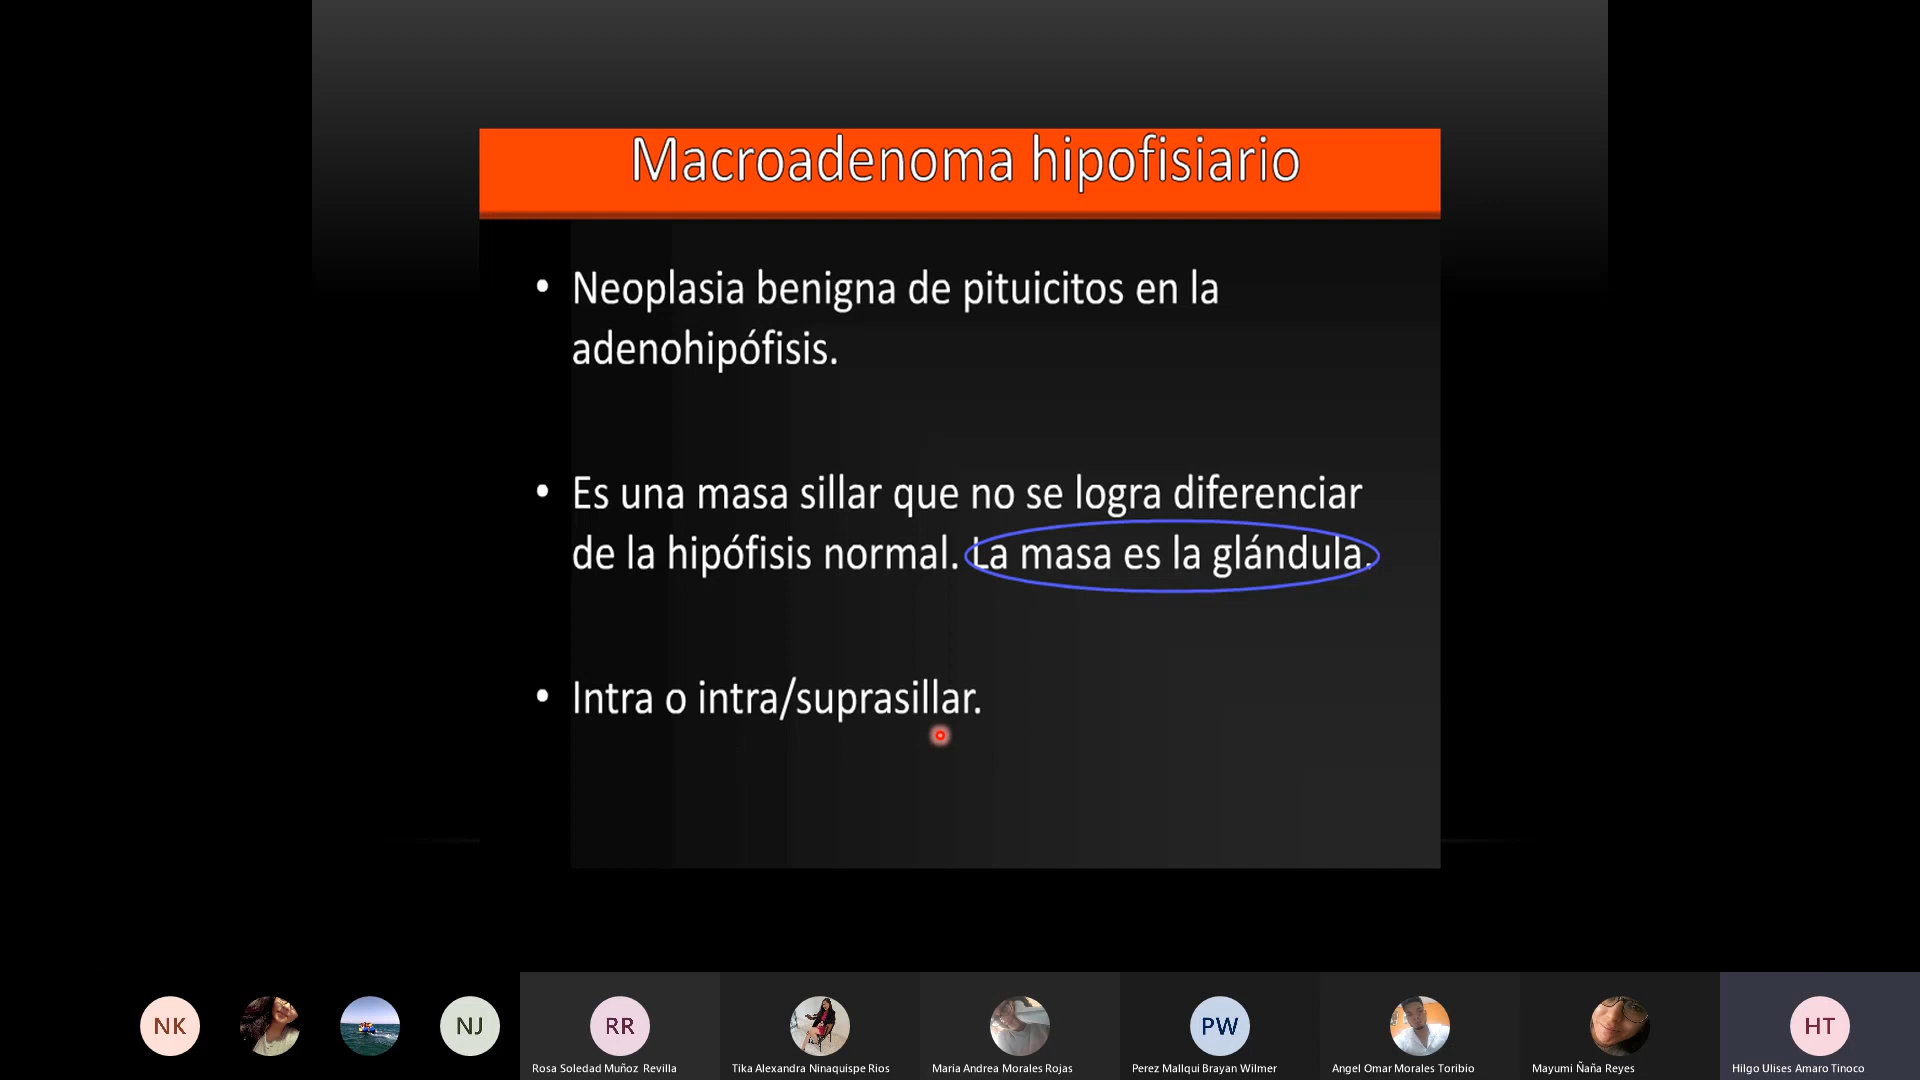 Macroadenoma hipofisiario
• Neoplasia benigna de pituicitos en la
adenohipófisis.
• Es una masa sillar que no se logra diferenciar
de la hipófisis normal. La masa es la glándula.
• Intra o intra/suprasillar.
NK
NJ
RR
PW
HT
Rosa Soledad Muñoz Revilla
Tika Alexandra Ninaquispe Rios
Maria Andrea Morales Rojas
Perez Mallqui Brayan Wilmer
Angel Omar Morales Toribio
Mayumi Ñaña Reyes
Hilgo Ulises Amaro Tinoco